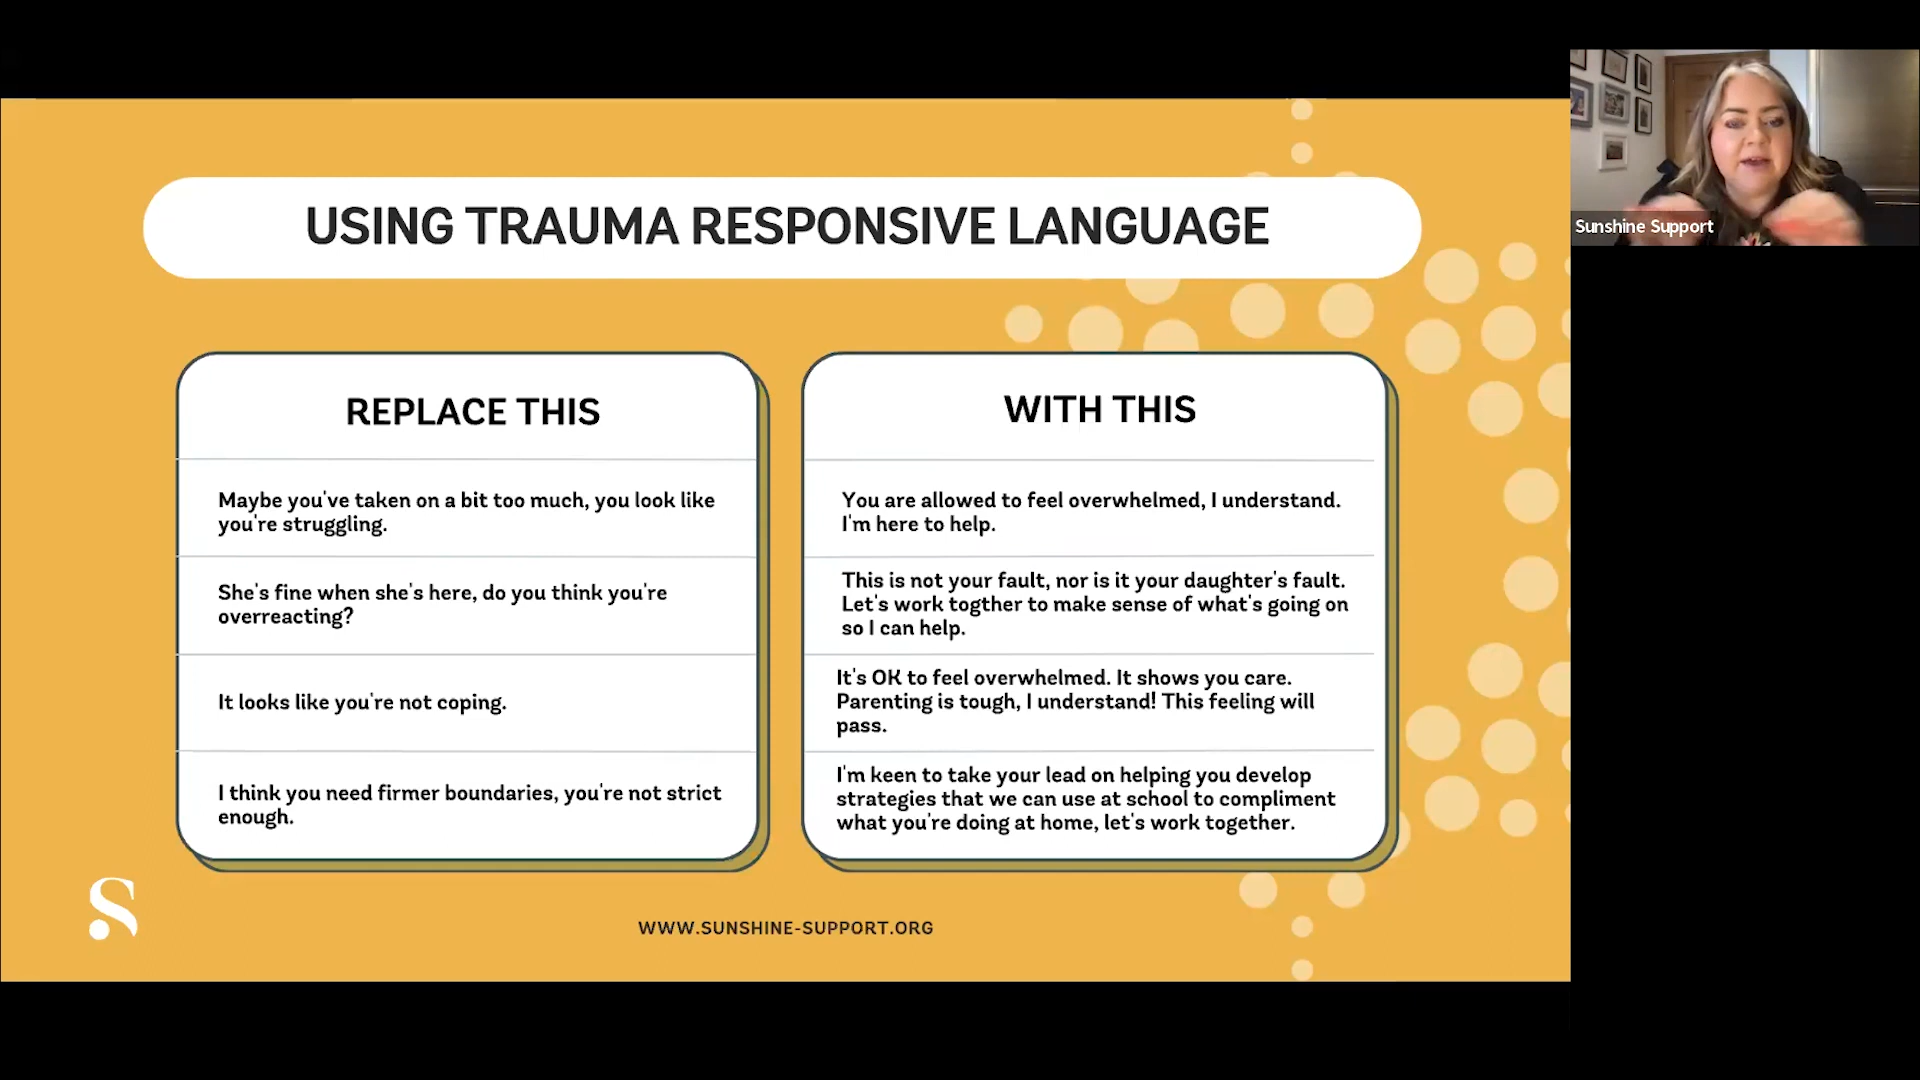 USING TRAUMA RESPONSIVE LANGUAGE
REPLACE THIS
Maybe you've taken on a bit too much, you look like
you're struggling.
She's fine when she's here, do you think you're
overreacting?
It looks like you're not coping.
I think you need firmer boundaries, you're not strict
enough.
WITH THIS
You are allowed to feel overwhelmed, I understand.
I'm here to help.
This is not your fault, nor is it your daughter's fault.
Let's work togther to make sense of what's going on
so I can help.
It's OK to feel overwhelmed. It shows you care.
Parenting is tough, I understand! This feeling will
pass.
I'm keen to take your lead on helping you develop
strategies that we can use at school to compliment
what you're doing at home, let's work together.
S
WWW.SUNSHINE-SUPPORT.ORG
Sunshine Support